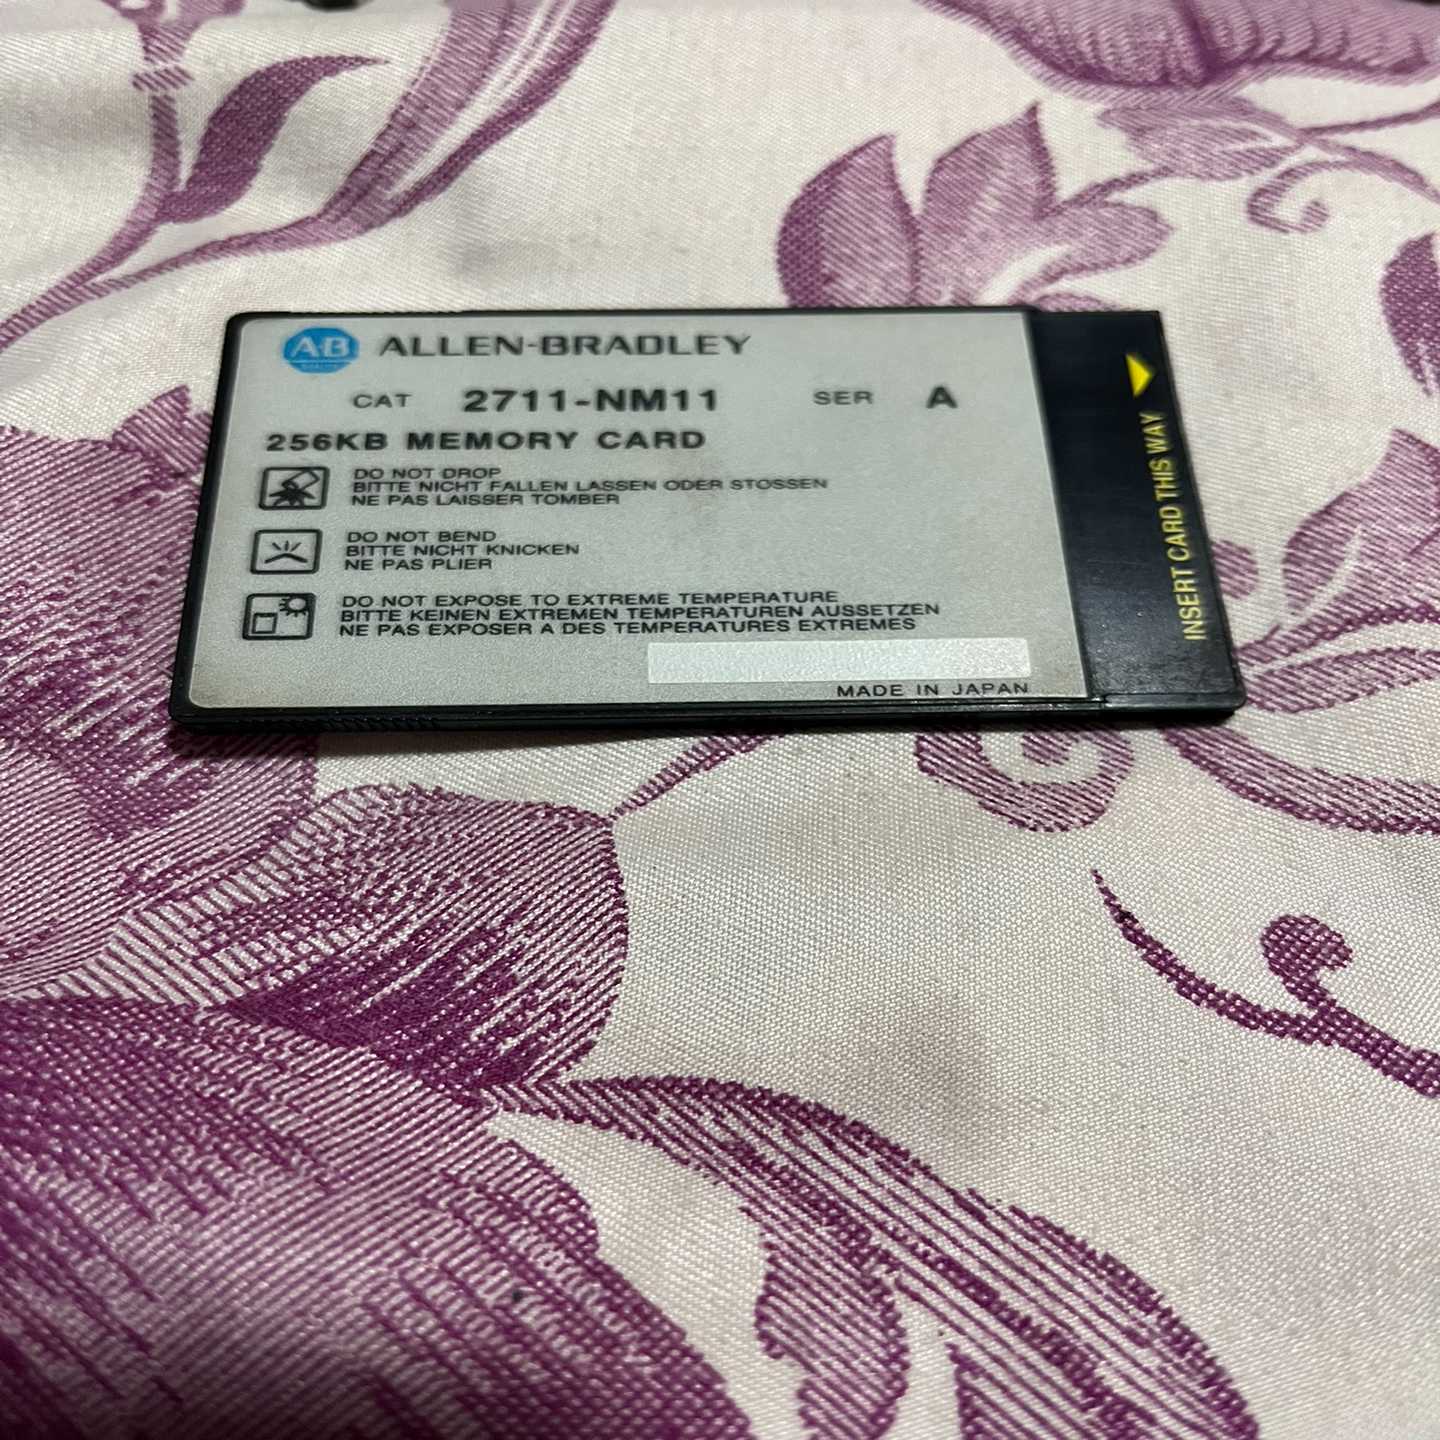 A·B ALLEN-BRADLEY
CAT 2711-NM11 SER A
256KB MEMORY CARD
DO NOT DROP
BITTE NICHT FALLEN LASSEN ODER STOSSEN
NE PAS LAISSER TOMBER
DO NOT BEND
BITTE NICHT KNICKEN
NE PAS PLIER
DO NOT EXPOSE TO EXTREME TEMPERATURE
BITTE KEINEN EXTREMEN TEMPERATUREN AUSSETZEN
NE PAS EXPOSER A DES TEMPERATURES EXTREMES
MADE IN JAPAN
INSERT CARD THIS WAY